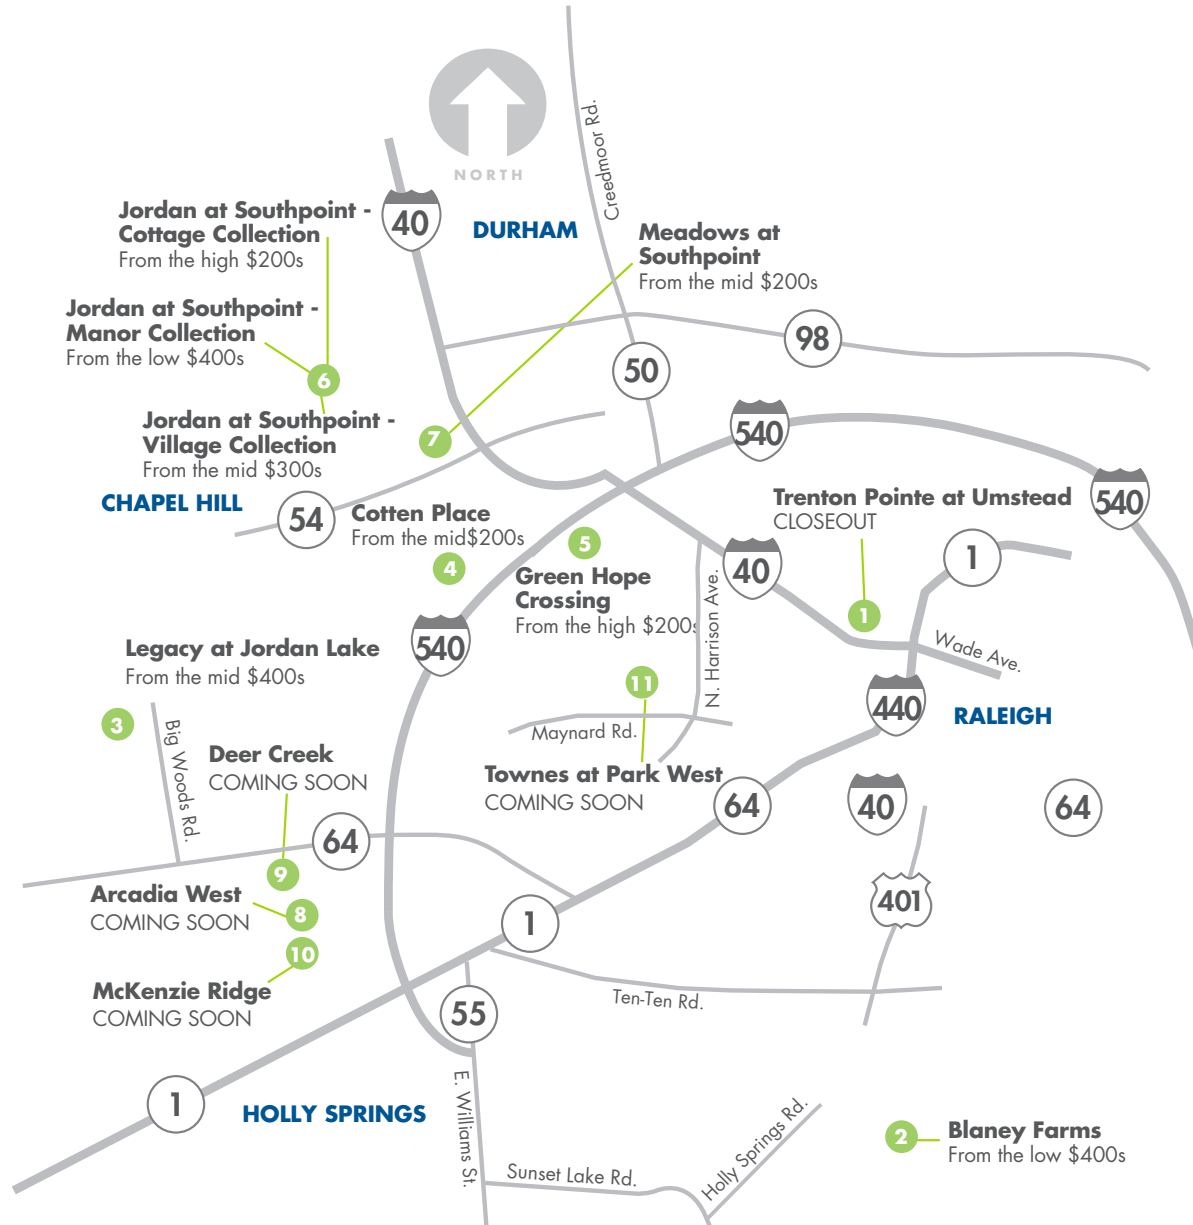 Creedmoor Rd.
NORTH
40
DURHAM
Jordan at Southpoint -
Cottage Collection
From the high $200s
Meadows at
Southpoint
From the mid $200s
Jordan at Southpoint -
Manor Collection
From the low $400s
98
50
6
Jordan at Southpoint -
Village Collection
From the mid $300s
7
540
CHAPEL HILL
54
Cotten Place
From the mid$200s
Trenton Pointe at Umstead
CLOSEOUT
540
4
5
Green Hope
Crossing
From the high $200s
40
1
1
Wade Ave.
N. Harrison Ave.
540
Legacy at Jordan Lake
From the mid $400s
11
440
RALEIGH
3
Big Woods Rd.
Maynard Rd.
Deer Creek
COMING SOON
Townes at Park West
COMING SOON
64
40
64
64
9
Arcadia West
COMING SOON
8
401
1
10
McKenzie Ridge
COMING SOON
Ten-Ten Rd.
55
1
HOLLY SPRINGS
E. Williams St.
Holly Springs Rd.
2
Blaney Farms
From the low $400s
Sunset Lake Rd.